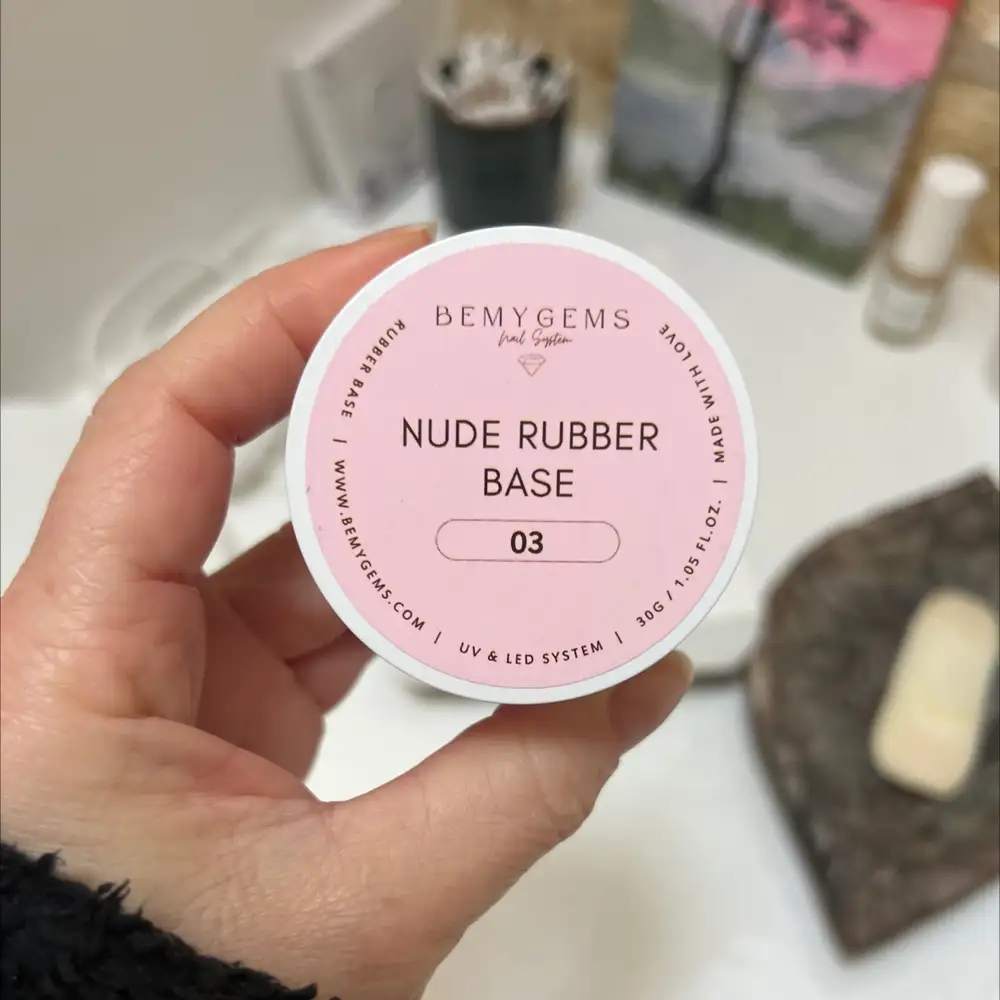 BEMYGEMS
Nail System
NUDE RUBBER
BASE
03
RUBBER BASE | WWW.BEMYGEMS.COM | UV & LED SYSTEM | 30G / 1.05 FL.OZ. | MADE WITH LOVE